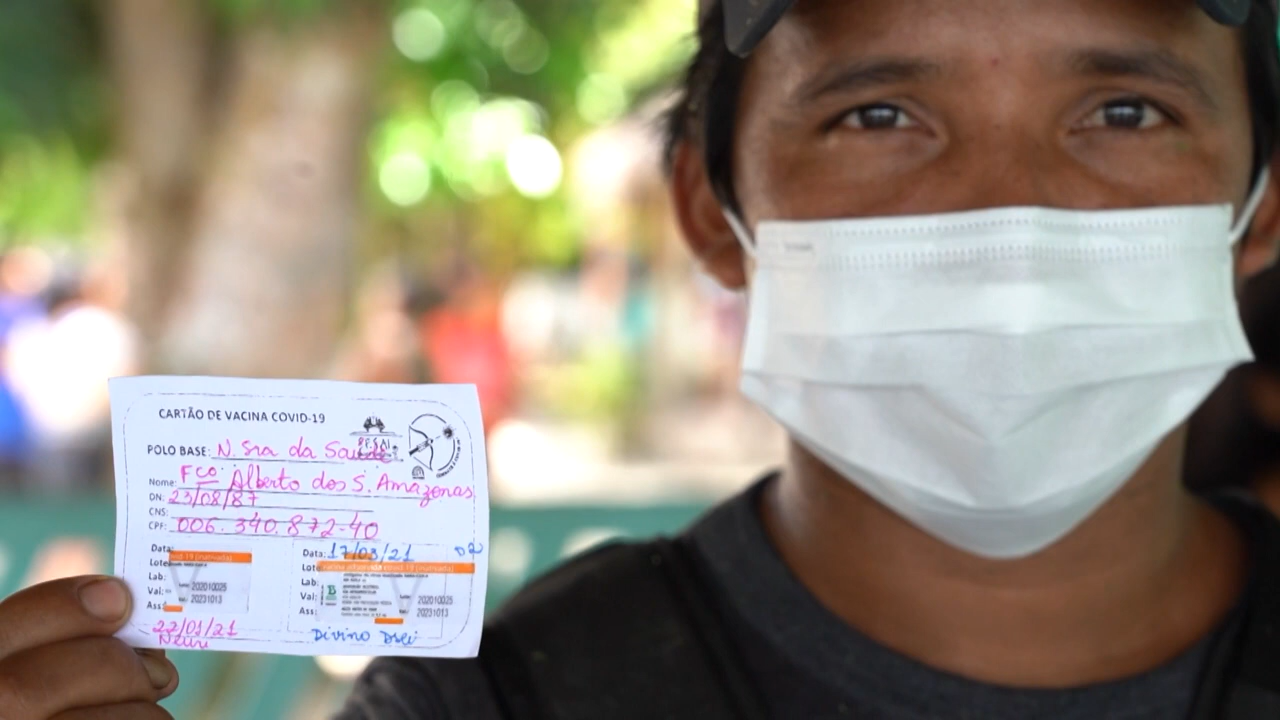 CARTÃO DE VACINA COVID-19
POLO BASE: N. Sra da Saúde
Nome: Fco Alberto dos S. Amazonas
DN: 23/08/87
CNS:
CPF: 006.340.872-40
Data:
Lote:
Lab:
Val:
Ass:
202010025
20231013
22/01/21
Data: 17/03/21
Lote:
Lab:
Val:
Ass:
202010025
20231013
Divino Dsei